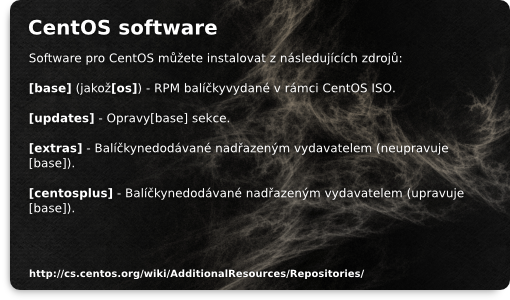 CentOS software
Software pro CentOS můžete instalovat z následujících zdrojů:
[base] (jakož[os]) - RPM balíčkyvydané v rámci CentOS ISO.
[updates] - Opravy[base] sekce.
[extras] - Balíčkynedodávané nadřazeným vydavatelem (neupravuje
[base]).
[centosplus] - Balíčkynedodávané nadřazeným vydavatelem (upravuje
[base]).
http://cs.centos.org/wiki/AdditionalResources/Repositories/